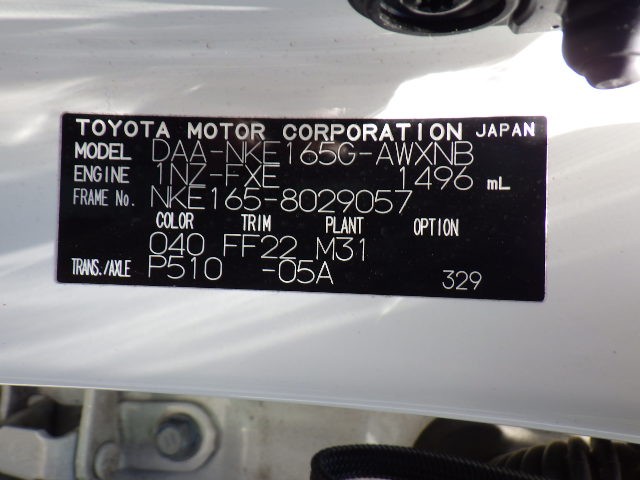 TOYOTA MOTOR CORPORATION JAPAN
MODEL DAA-NKE165G-AWXNB
ENGINE 1NZ-FXE 1496 mL
FRAME No. NKE165-8029057
COLOR TRIM PLANT OPTION
040 FF22 M31
TRANS./AXLE P510 -05A 329